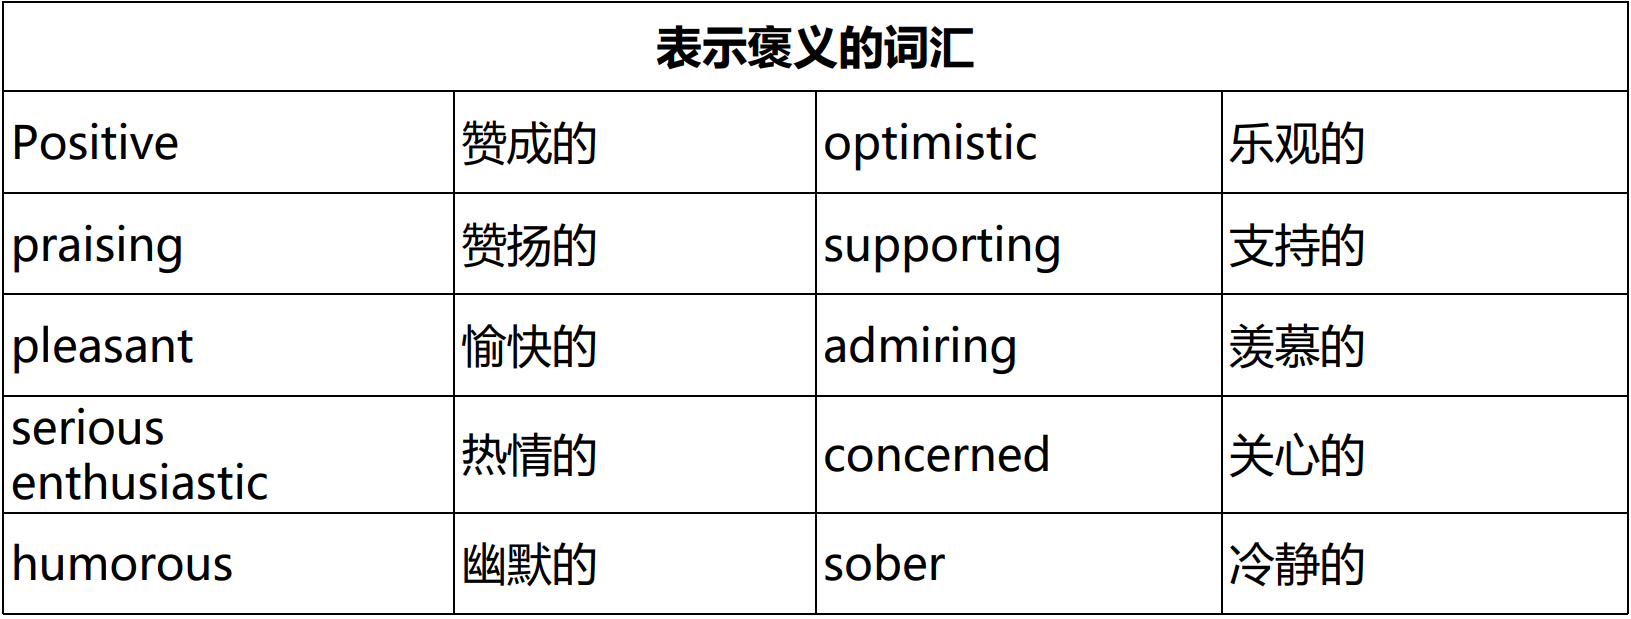 表示褒义的词汇
Positive 赞成的 optimistic 乐观的
praising 赞扬的 supporting 支持的
pleasant 愉快的 admiring 羡慕的
serious
enthusiastic 热情的 concerned 关心的
humorous 幽默的 sober 冷静的